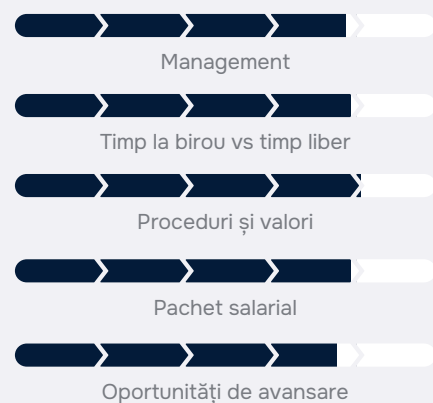 Management
Timp la birou vs timp liber
Proceduri și valori
Pachet salarial
Oportunități de avansare